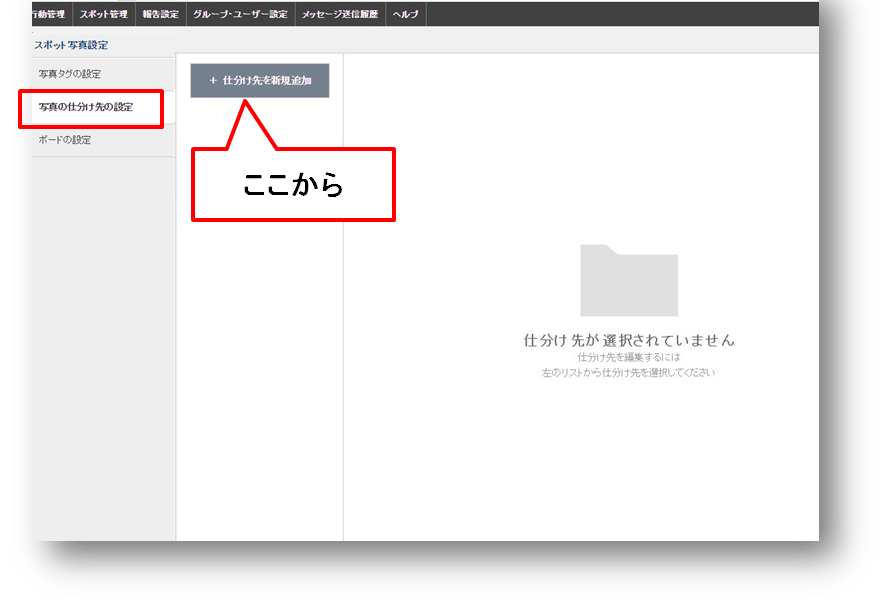 行動管理 スポット管理 報告設定 グループ・ユーザー設定 メッセージ送信履歴 ヘルプ
スポット写真設定
写真タグの設定
写真の仕分け先の設定
ボードの設定
+ 仕分け先を新規追加
ここから
仕分け先が選択されていません
仕分け先を編集するには
左のリストから仕分け先を選択してください